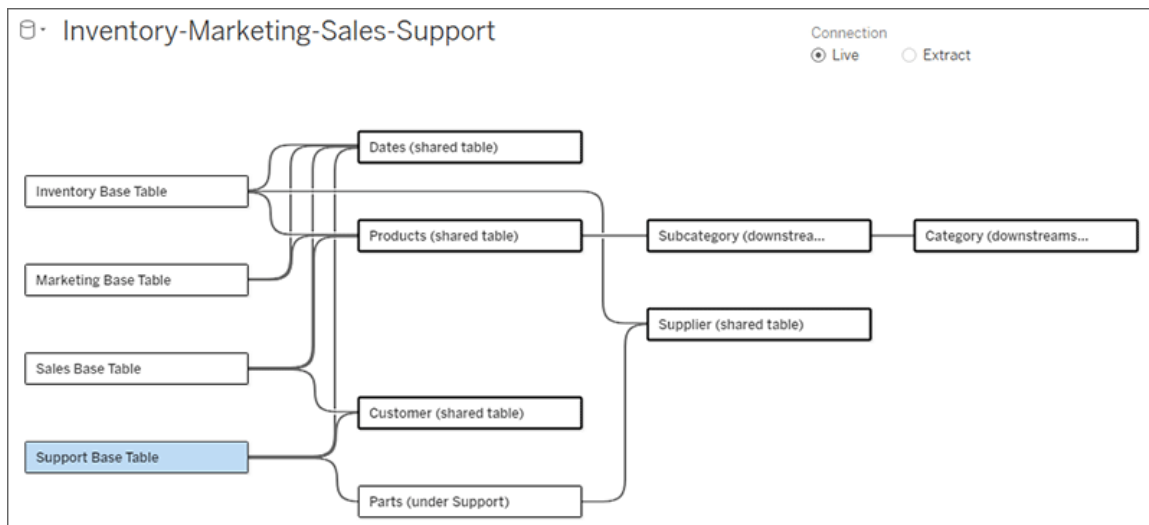 Inventory-Marketing-Sales-Support
Connection
Live
Extract
Dates (shared table)
Inventory Base Table
Products (shared table)
Subcategory (downstrea...
Category (downstreams...
Marketing Base Table
Supplier (shared table)
Sales Base Table
Customer (shared table)
Support Base Table
Parts (under Support)